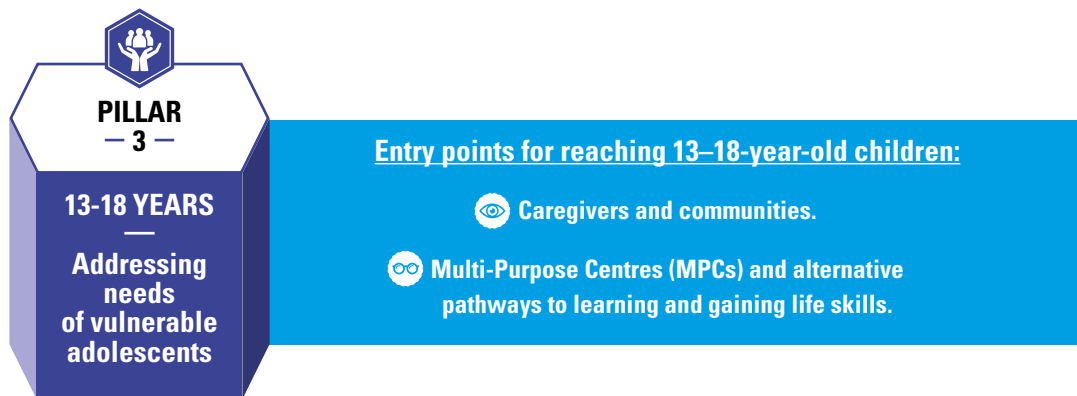 PILLAR
— 3 —
13-18 YEARS
Addressing
needs
of vulnerable
adolescents
Entry points for reaching 13–18-year-old children:
Caregivers and communities.
Multi-Purpose Centres (MPCs) and alternative
pathways to learning and gaining life skills.